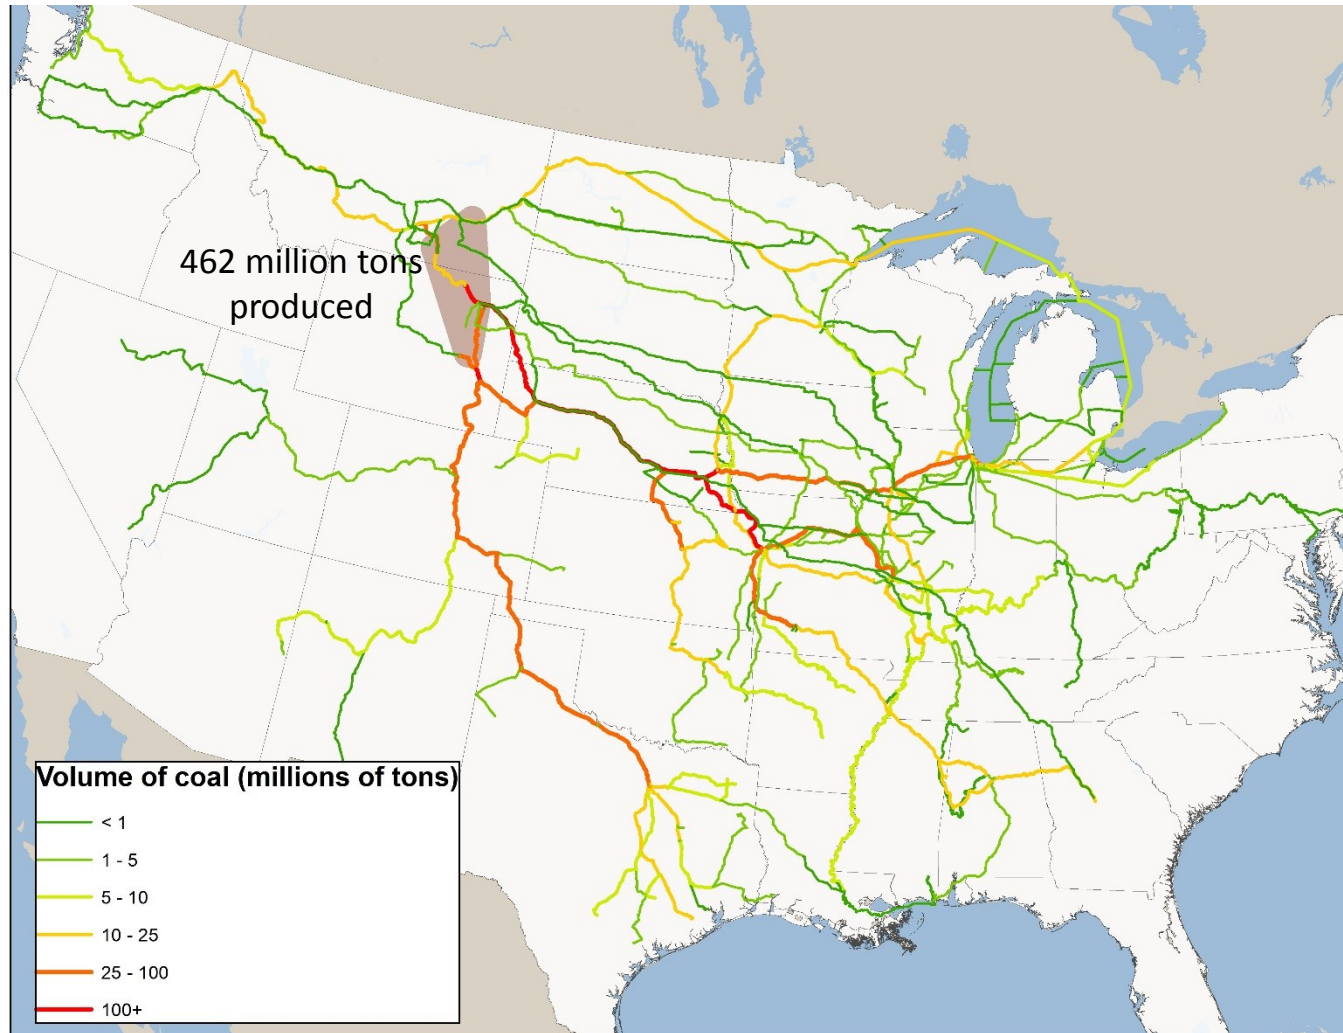 462 million tons
produced
Volume of coal (millions of tons)
< 1
1 - 5
5 - 10
10 - 25
25 - 100
100+